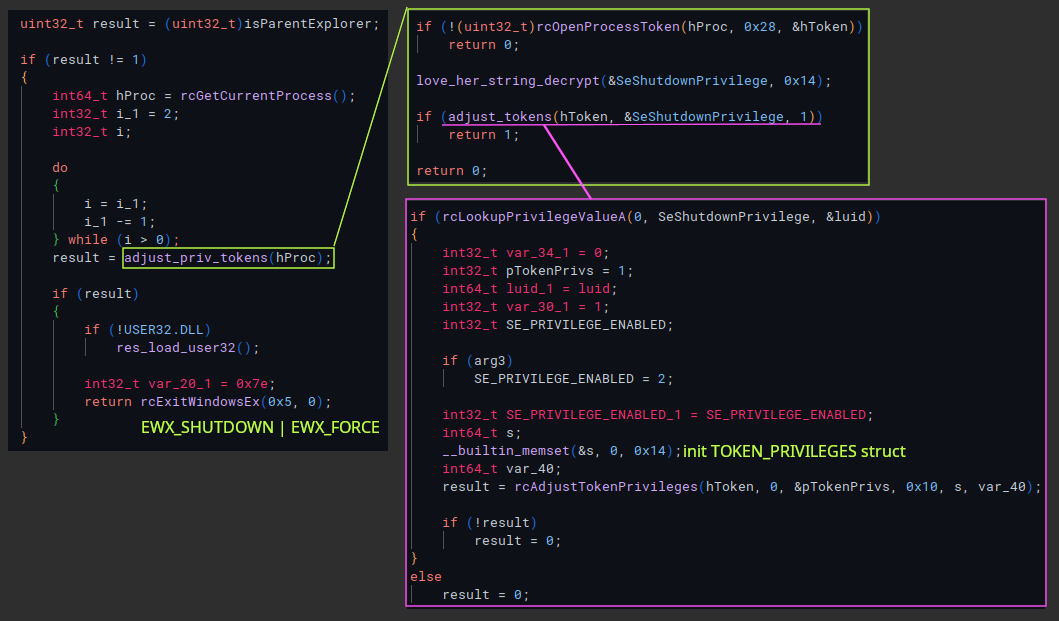 uint32_t result = (uint32_t)isParentExplorer;
if (result != 1)
{
int64_t hProc = rcGetCurrentProcess();
int32_t i_1 = 2;
int32_t i;
do
{
i = i_1;
i_1 -= 1;
} while (i > 0);
result = adjust_priv_tokens(hProc);
if (result)
{
if (!USER32.DLL)
res_load_user32();
int32_t var_20_1 = 0x7e;
return rcExitWindowsEx(0x5, 0);
}
EWX_SHUTDOWN | EWX_FORCE
}
if (!(uint32_t)rcOpenProcessToken(hProc, 0x28, &hToken))
return 0;
love_her_string_decrypt(&SeShutdownPrivilege, 0x14);
if (adjust_tokens(hToken, &SeShutdownPrivilege, 1))
return 1;
return 0;
if (rcLookupPrivilegeValueA(0, SeShutdownPrivilege, &luid))
{
int32_t var_34_1 = 0;
int32_t pTokenPrivs = 1;
int64_t luid_1 = luid;
int32_t var_30_1 = 1;
int32_t SE_PRIVILEGE_ENABLED;
if (arg3)
SE_PRIVILEGE_ENABLED = 2;
int32_t SE_PRIVILEGE_ENABLED_1 = SE_PRIVILEGE_ENABLED;
int64_t s;
__builtin_memset(&s, 0, 0x14); init TOKEN_PRIVILEGES struct
int64_t var_40;
result = rcAdjustTokenPrivileges(hToken, 0, &pTokenPrivs, 0x10, s, var_40);
if (!result)
result = 0;
}
else
result = 0;